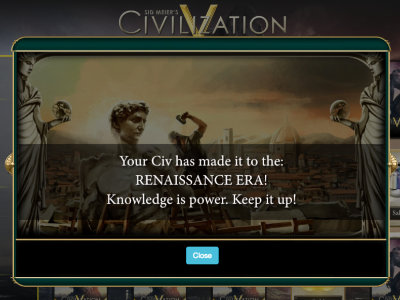 SID MEIER'S
CIVILIZATION
V
Your Civ has made it to the:
RENAISSANCE ERA!
Knowledge is power. Keep it up!
Close